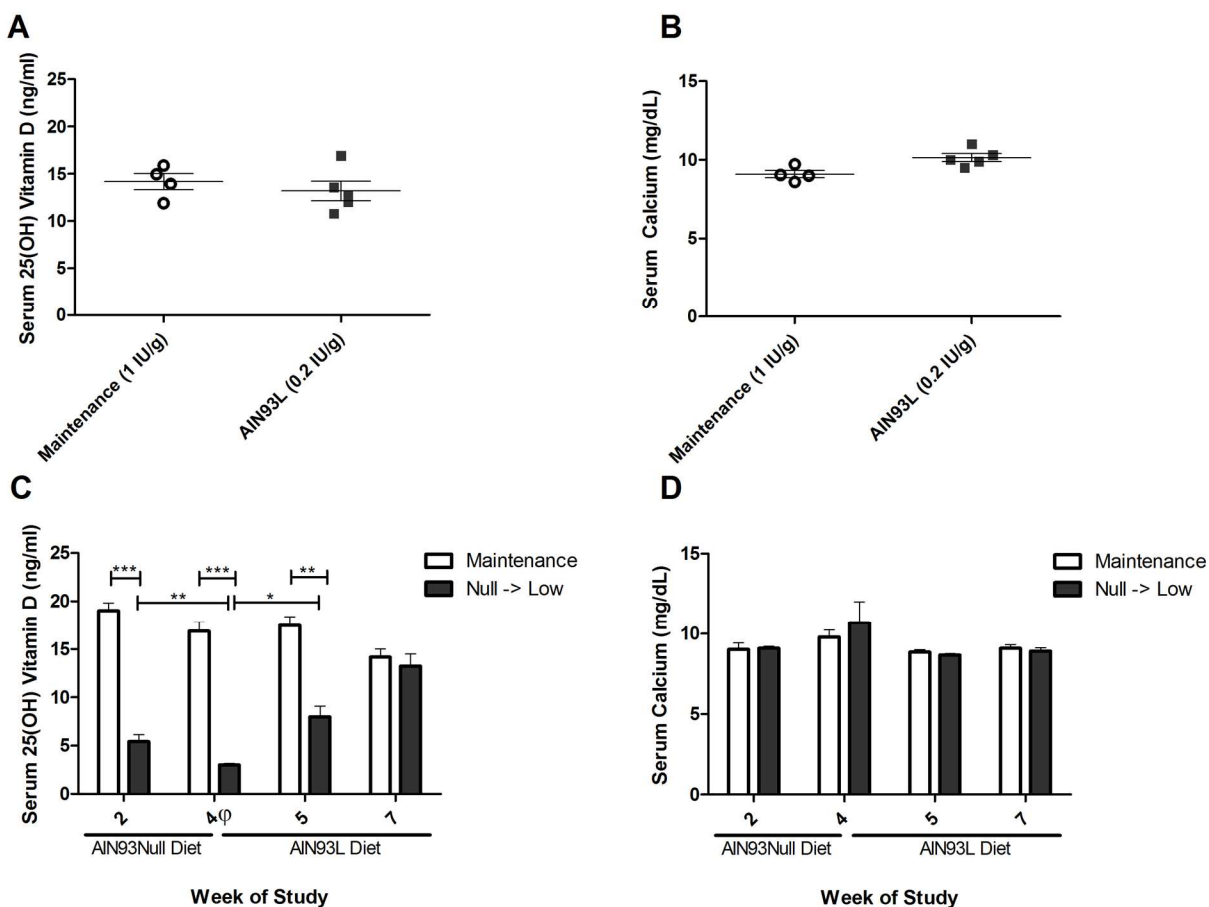 A
Serum 25(OH) Vitamin D (ng/ml)
25
20
15
10
5
0
Maintenance (1 IU/g)
AIN93L (0.2 IU/g)
B
Serum Calcium (mg/dL)
15
10
5
0
Maintenance (1 IU/g)
AIN93L (0.2 IU/g)
C
Serum 25(OH) Vitamin D (ng/ml)
25
20
15
10
5
0
Maintenance
Null -> Low
*** *** **
** *
2 4φ 5 7
AIN93Null Diet AIN93L Diet
Week of Study
D
Serum Calcium (mg/dL)
15
10
5
0
Maintenance
Null -> Low
2 4 5 7
AIN93Null Diet AIN93L Diet
Week of Study